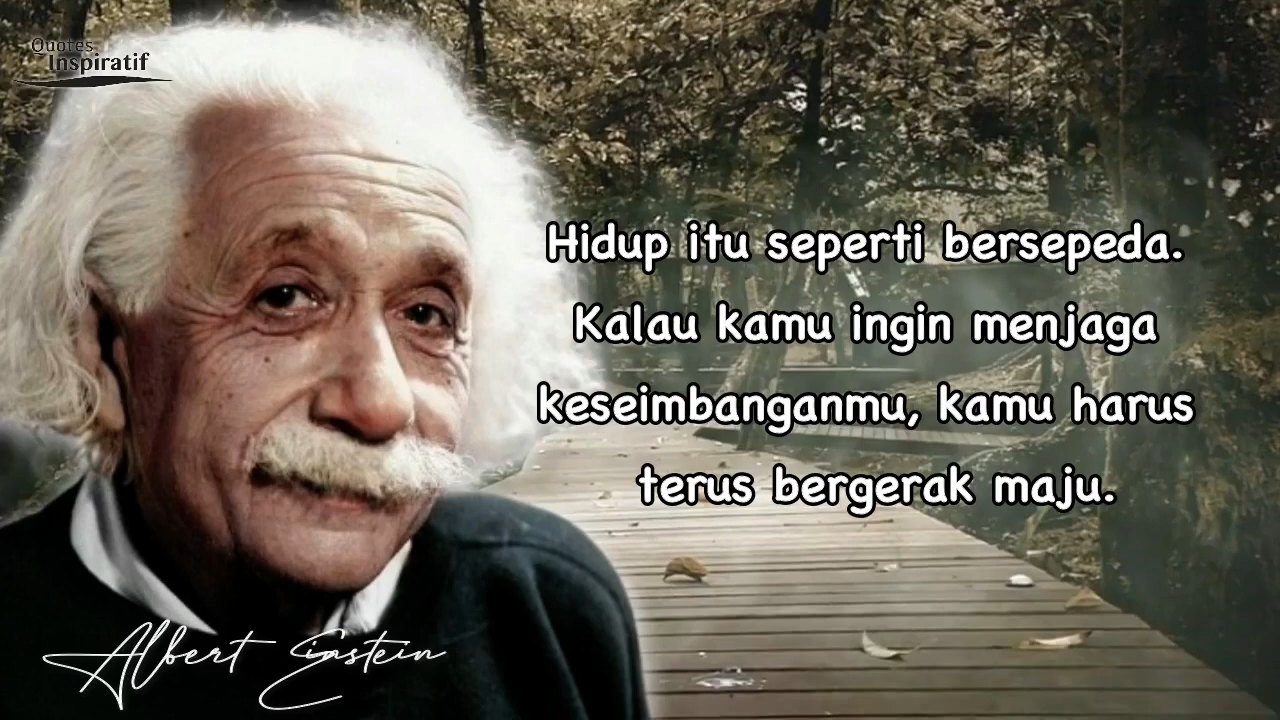 Quotes
Inspiratif
Hidup itu seperti bersepeda.
Kalau kamu ingin menjaga
keseimbanganmu, kamu harus
terus bergerak maju.
Albert Einstein